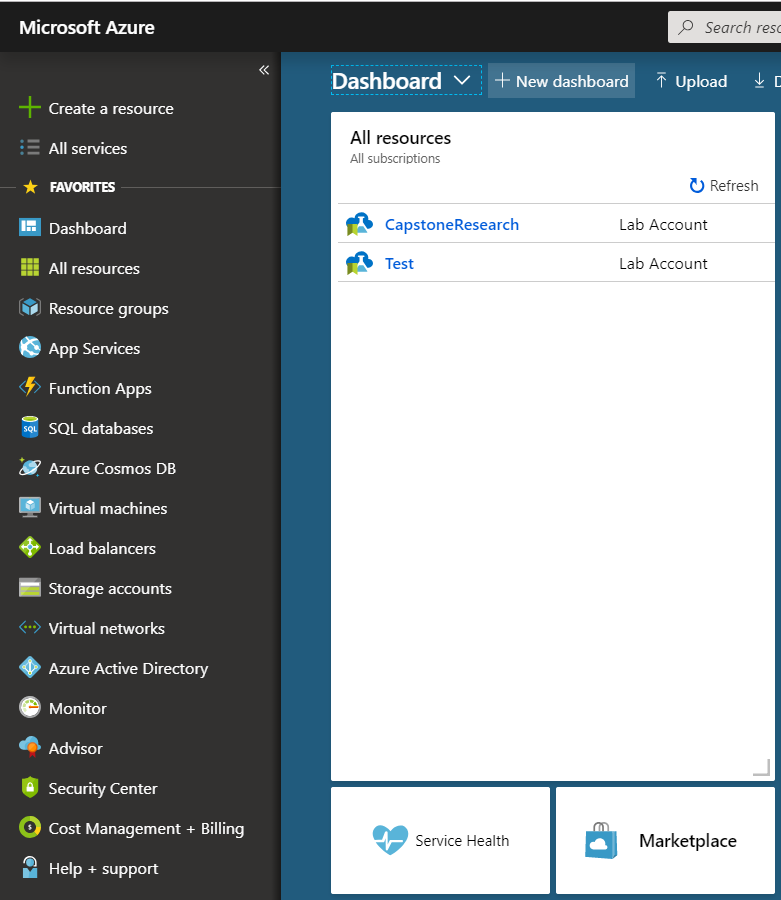 Microsoft Azure
Search reso
«
Create a resource
All services
FAVORITES
Dashboard
All resources
Resource groups
App Services
Function Apps
SQL
SQL databases
Azure Cosmos DB
Virtual machines
Load balancers
Storage accounts
Virtual networks
Azure Active Directory
Monitor
Advisor
Security Center
Cost Management + Billing
Help + support
Dashboard
+ New dashboard
Upload
D
All resources
All subscriptions
Refresh
CapstoneResearch Lab Account
Test Lab Account
Service Health
Marketplace